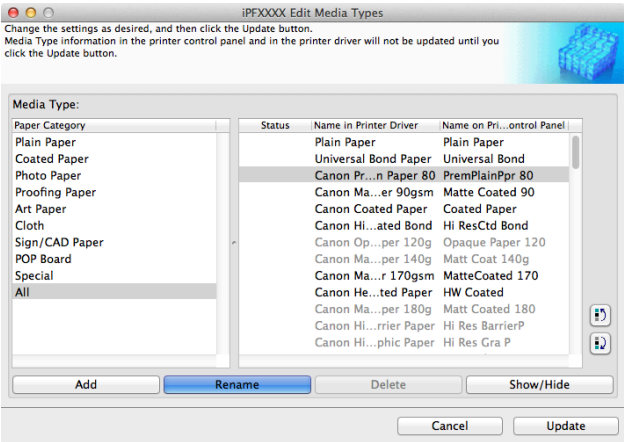 iPFXXXX Edit Media Types
Change the settings as desired, and then click the Update button.
Media Type information in the printer control panel and in the printer driver will not be updated until you
click the Update button.
Media Type:
Paper Category
Plain Paper
Coated Paper
Photo Paper
Proofing Paper
Art Paper
Cloth
Sign/CAD Paper
POP Board
Special
All
Status Name in Printer Driver Name on Pri...ontrol Panel
Plain Paper Plain Paper
Universal Bond Paper Universal Bond
Canon Pr...n Paper 80 PremPlainPpr 80
Canon Ma...er 90gsm Matte Coated 90
Canon Coated Paper Coated Paper
Canon Hi...ated Bond Hi ResCtd Bond
Canon Op...per 120g Opaque Paper 120
Canon Ma...per 140g Matt Coat 140g
Canon Ma...r 170gsm MatteCoated 170
Canon He...ted Paper HW Coated
Canon Ma...per 180g Matt Coated 180
Canon Hi...rrier Paper Hi Res BarrierP
Canon Hi...phic Paper Hi Res Gra P
Add Rename Delete Show/Hide
Cancel Update